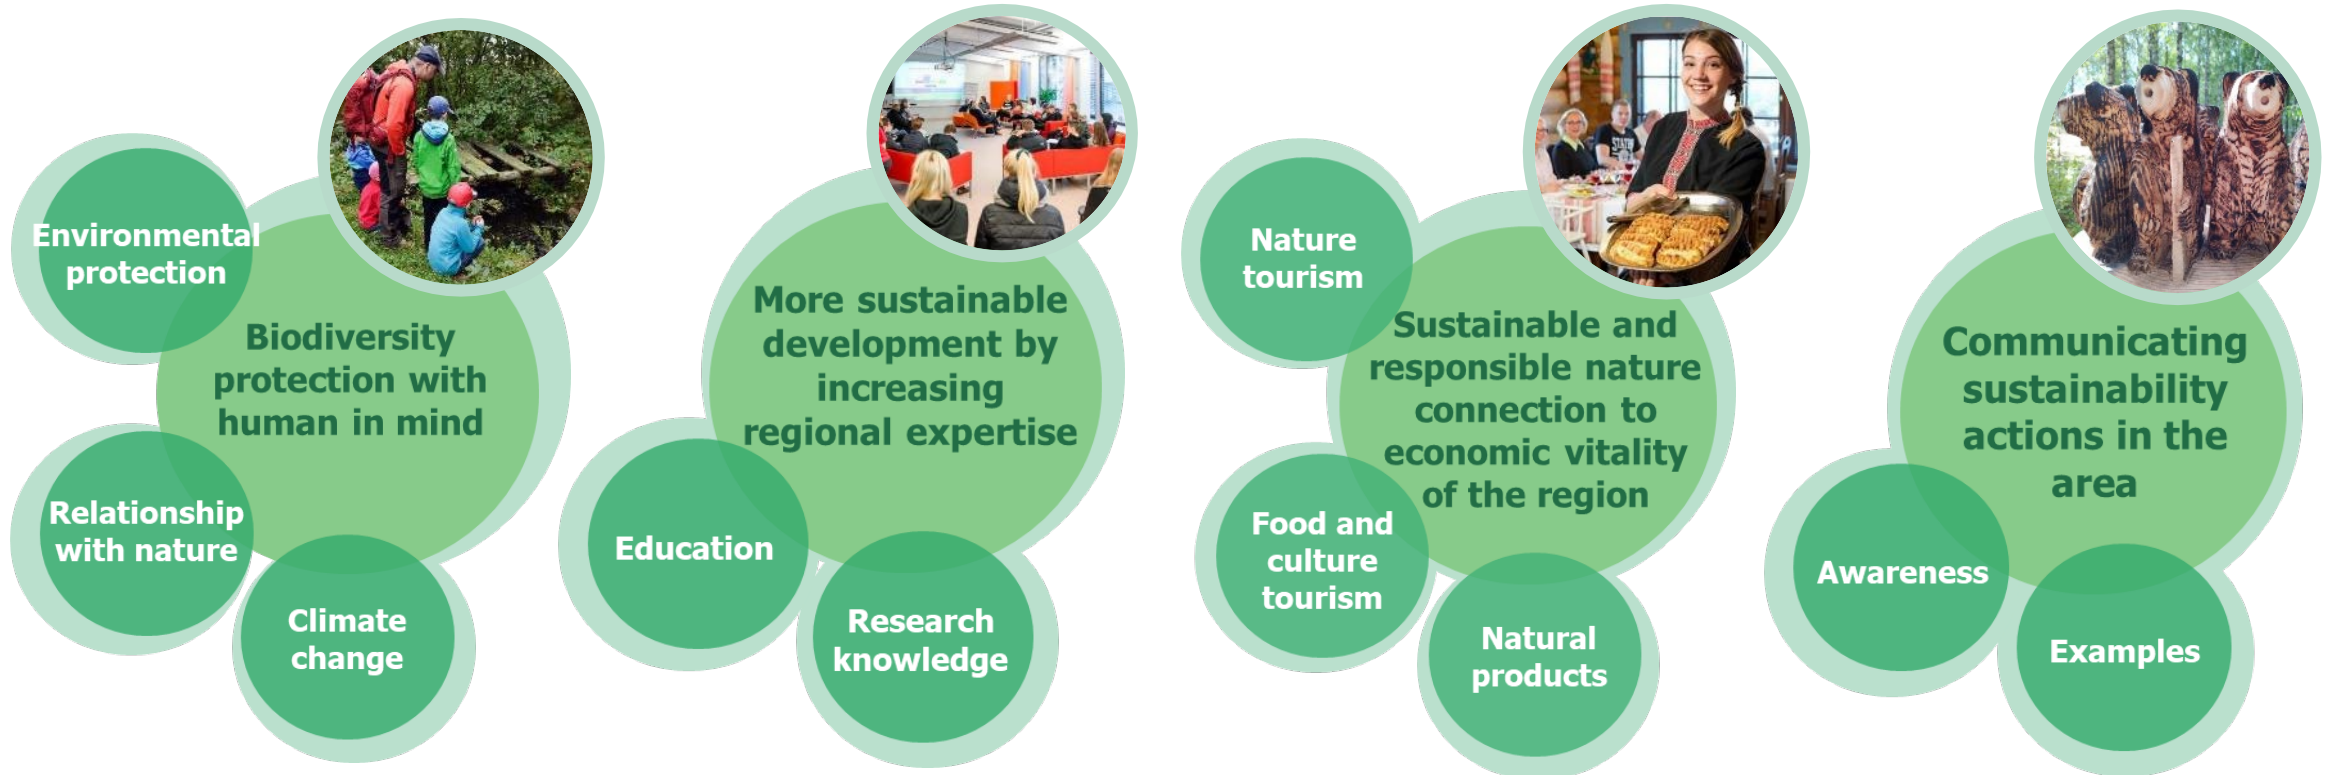 Environmental
protection
Biodiversity
protection with
human in mind
Relationship
with nature
Climate
change
More sustainable
development by
increasing
regional expertise
Education
Research
knowledge
Nature
tourism
Sustainable and
responsible nature
connection to
economic vitality
of the region
Food and
culture
tourism
Natural
products
Communicating
sustainability
actions in the
area
Awareness
Examples